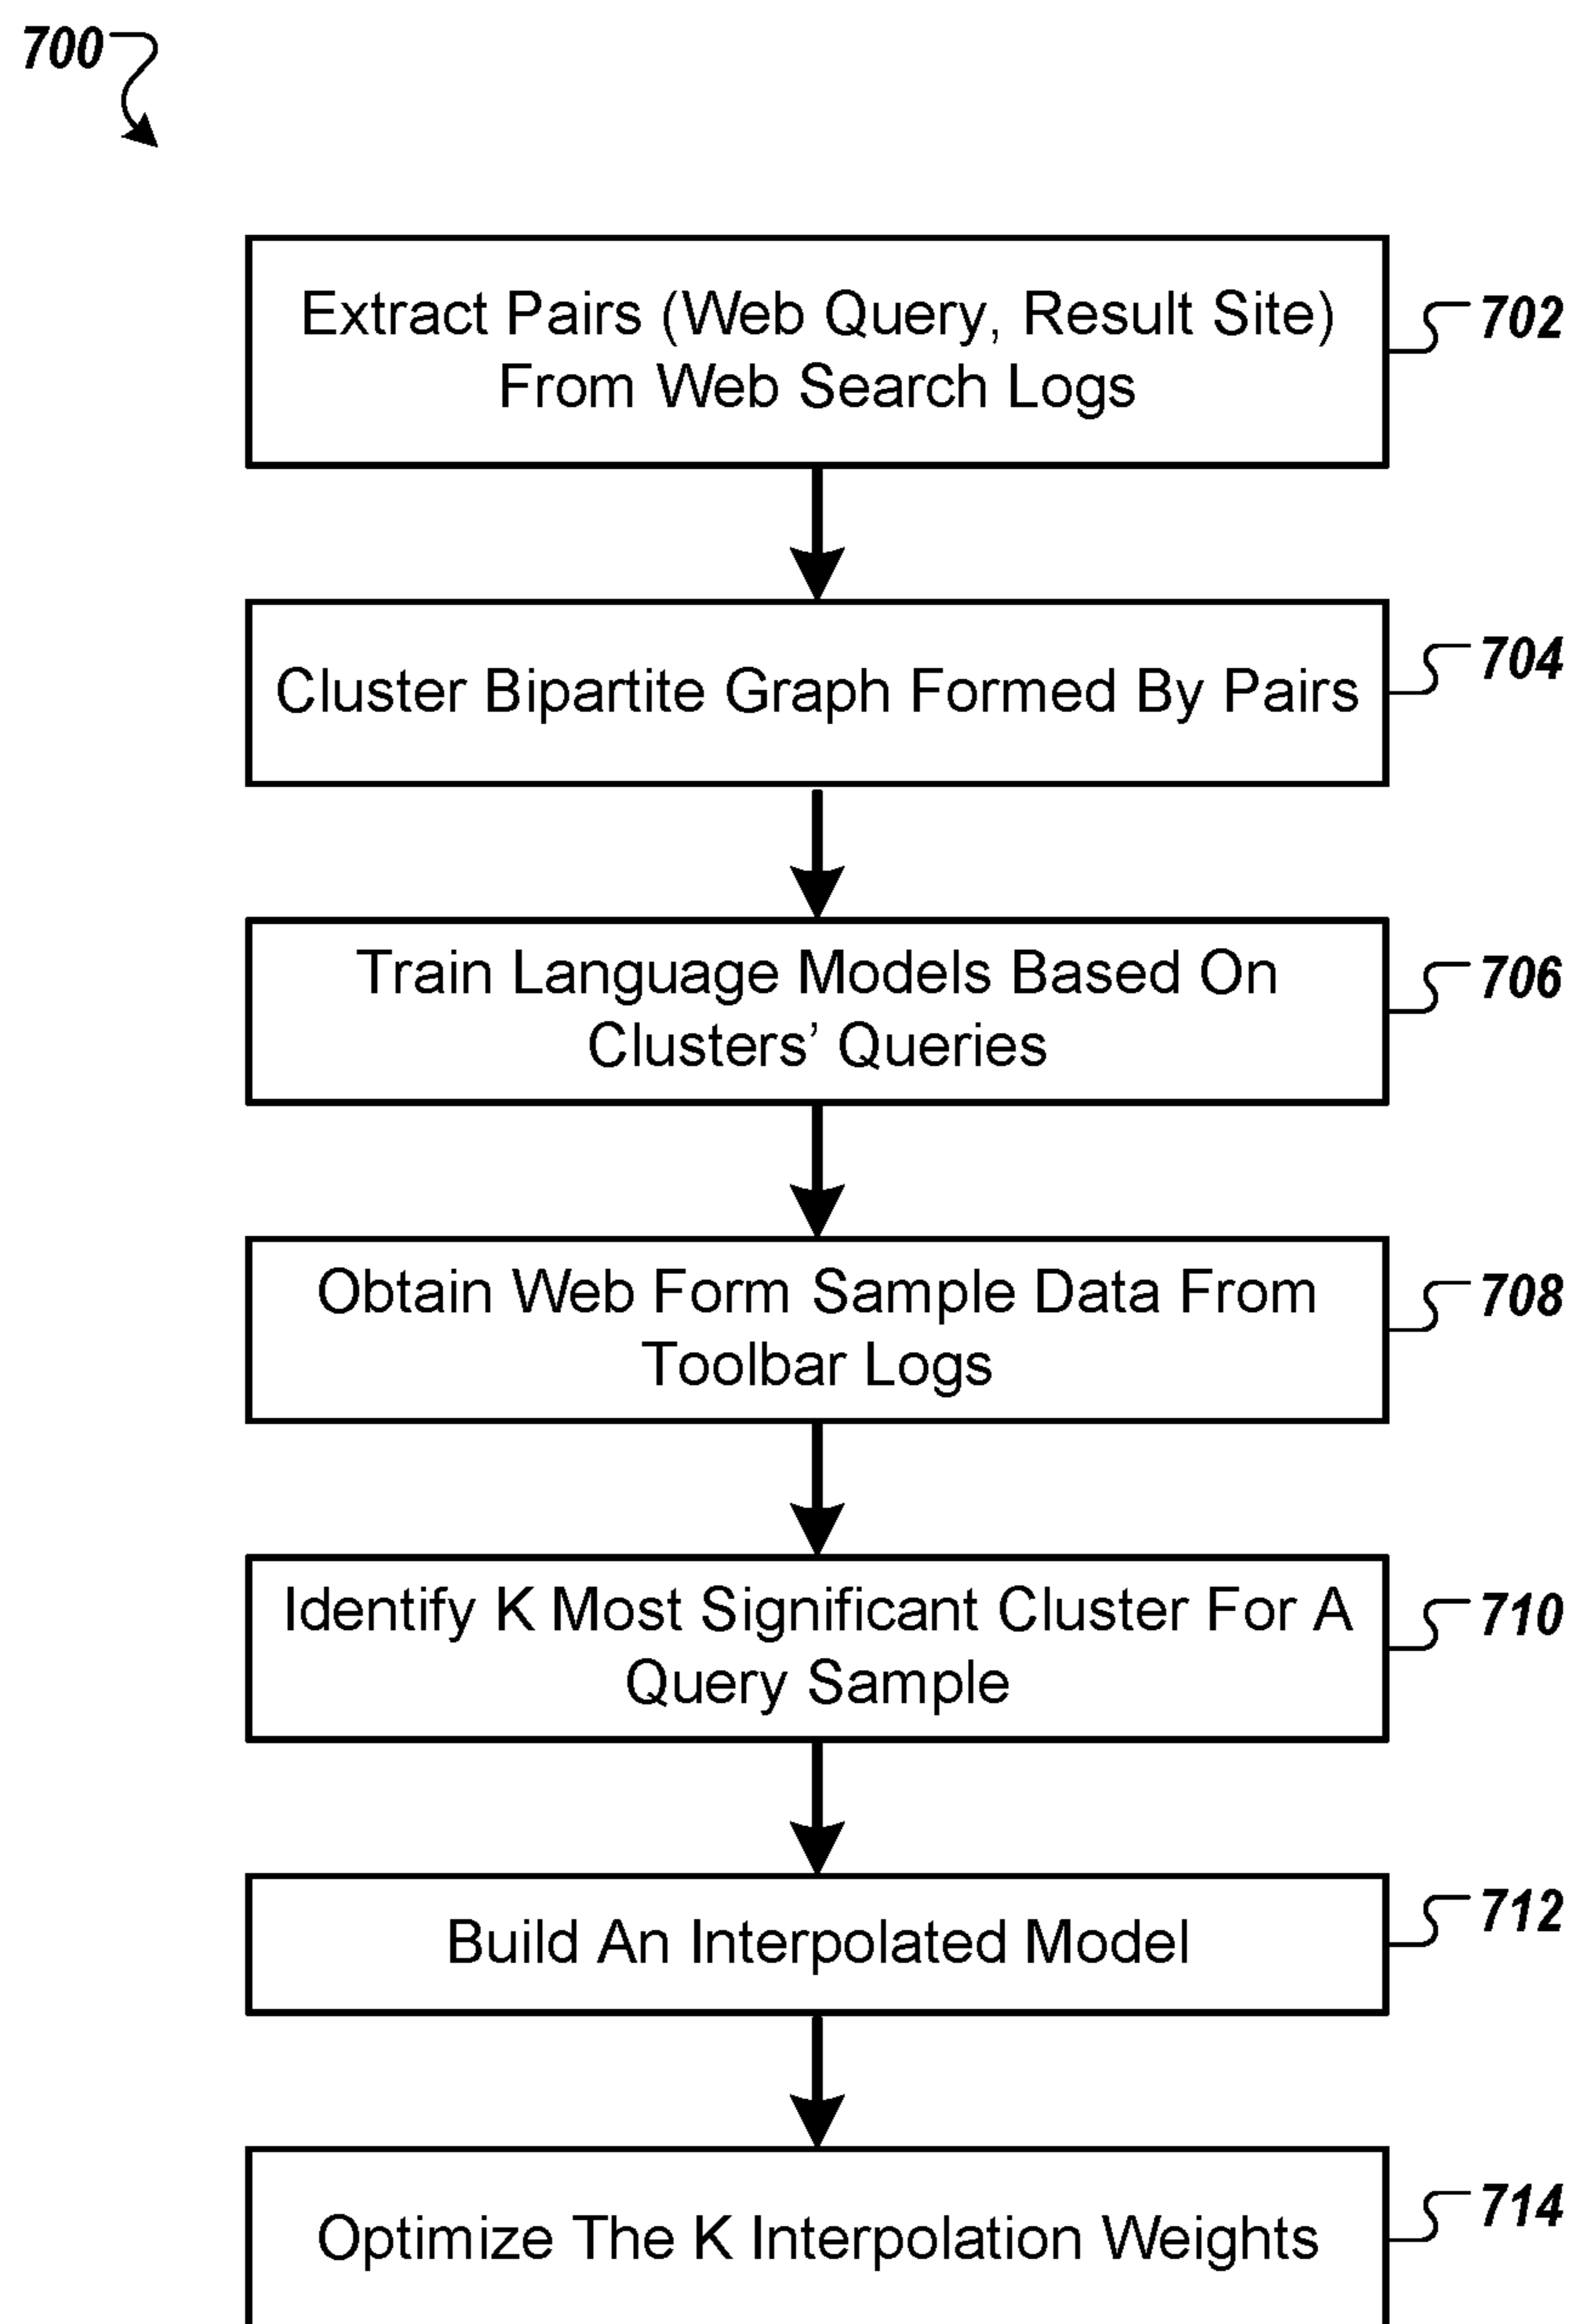 700
Extract Pairs (Web Query, Result Site)
From Web Search Logs
702
Cluster Bipartite Graph Formed By Pairs
704
Train Language Models Based On
Clusters’ Queries
706
Obtain Web Form Sample Data From
Toolbar Logs
708
Identify K Most Significant Cluster For A
Query Sample
710
Build An Interpolated Model
712
Optimize The K Interpolation Weights
714